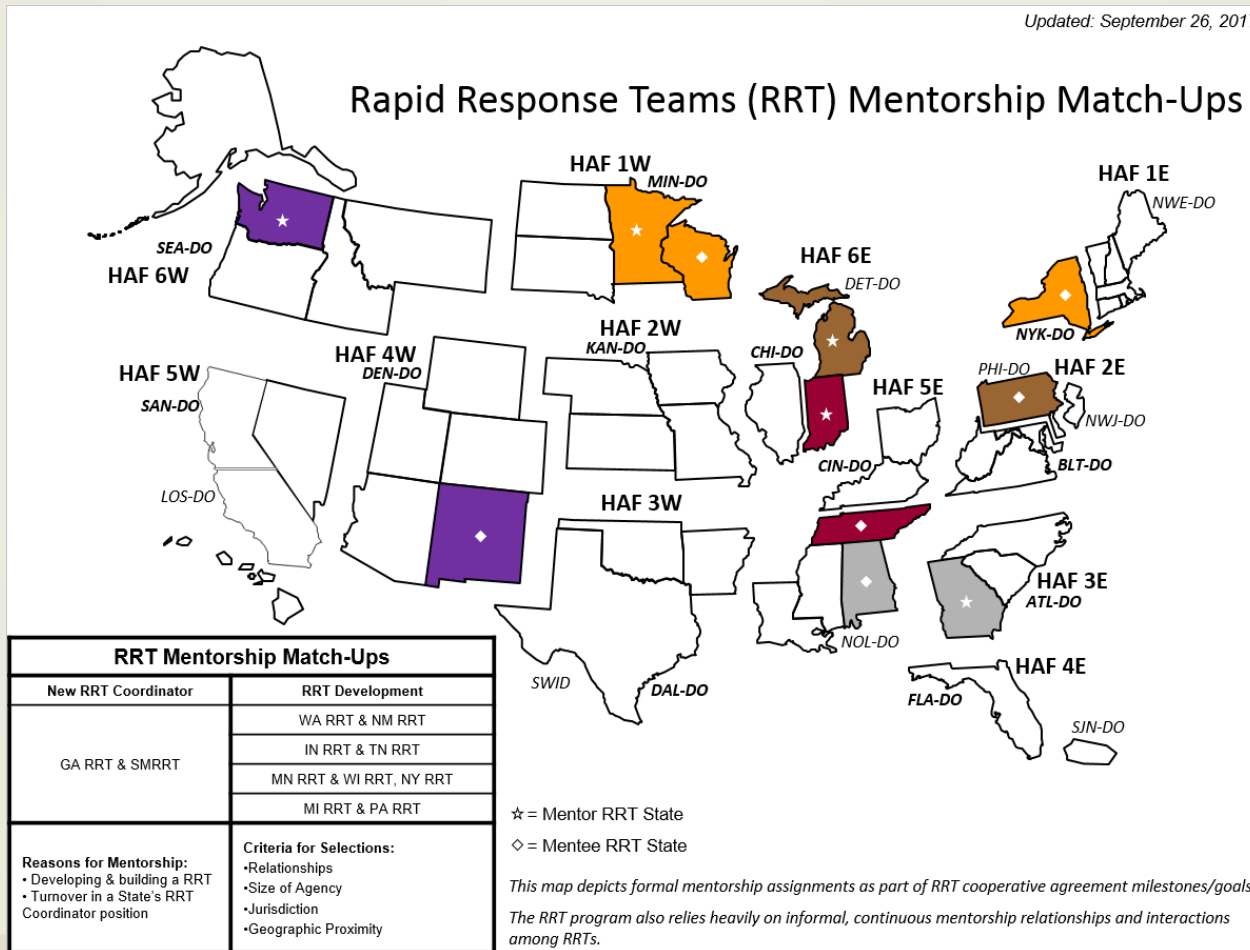 Updated: September 26, 201
Rapid Response Teams (RRT) Mentorship Match-Ups
HAF 1W
MIN-DO
HAF 1E
NWE-DO
SEA-DO
HAF 6W
HAF 6E
DET-DO
NYK-DO
HAF 2W
KAN-DO
CHI-DO
HAF 4W
DEN-DO
HAF 5W
SAN-DO
HAF 5E
PHI-DO
HAF 2E
NWJ-DO
BLT-DO
CIN-DO
LOS-DO
HAF 3W
HAF 3E
ATL-DO
NOL-DO
SWID
DAL-DO
HAF 4E
FLA-DO
SJN-DO
RRT Mentorship Match-Ups
New RRT Coordinator
RRT Development
GA RRT & SMRRT
WA RRT & NM RRT
IN RRT & TN RRT
MN RRT & WI RRT, NY RRT
MI RRT & PA RRT
Reasons for Mentorship:
• Developing & building a RRT
• Turnover in a State's RRT
Coordinator position
Criteria for Selections:
•Relationships
•Size of Agency
•Jurisdiction
•Geographic Proximity
☆ = Mentor RRT State
◇ = Mentee RRT State
This map depicts formal mentorship assignments as part of RRT cooperative agreement milestones/goals
The RRT program also relies heavily on informal, continuous mentorship relationships and interactions
among RRTs.